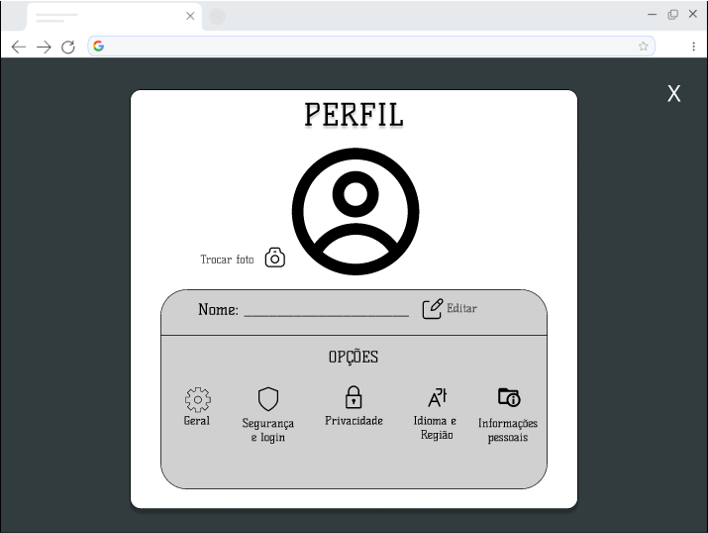 X
PERFIL
Trocar foto
Nome: ____________________ Editar
OPÇÕES
Geral
Segurança
e login
Privacidade
Idioma e
Região
Informações
pessoais